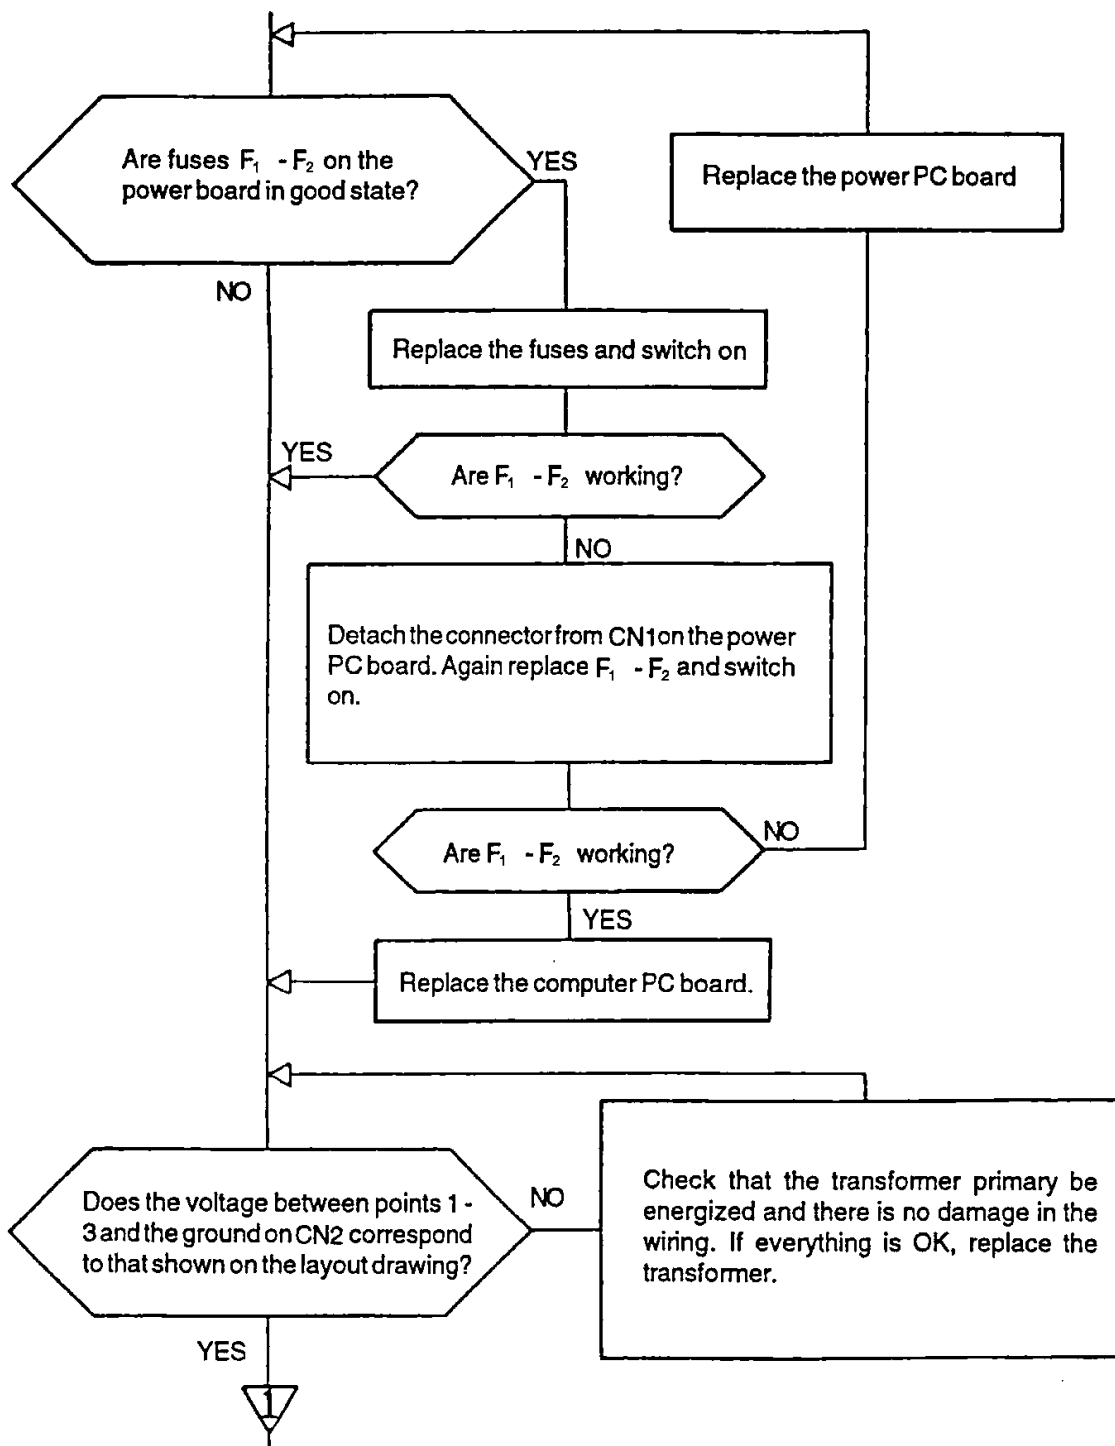 Are fuses F₁ - F₂ on the
power board in good state?
YES
Replace the power PC board
NO
Replace the fuses and switch on
YES
Are F₁ - F₂ working?
NO
Detach the connector from CN1 on the power
PC board. Again replace F₁ - F₂ and switch
on.
Are F₁ - F₂ working?
NO
YES
Replace the computer PC board.
Does the voltage between points 1 -
3 and the ground on CN2 correspond
to that shown on the layout drawing?
NO
Check that the transformer primary be
energized and there is no damage in the
wiring. If everything is OK, replace the
transformer.
YES
1